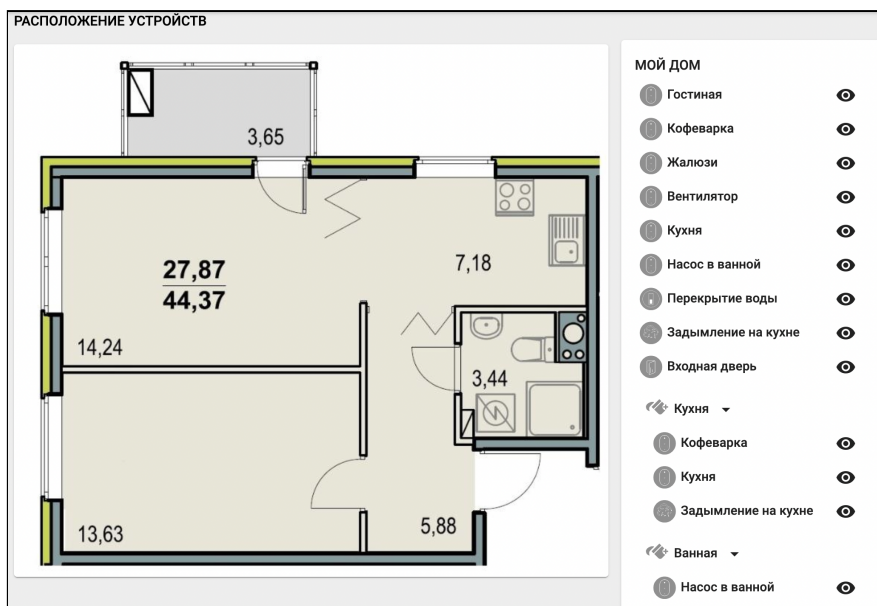 РАСПОЛОЖЕНИЕ УСТРОЙСТВ
3,65
27,87
44,37
7,18
14,24
3,44
13,63
5,88
МОЙ ДОМ
Гостиная
Кофеварка
Жалюзи
Вентилятор
Кухня
Насос в ванной
Перекрытие воды
Задымление на кухне
Входная дверь
Кухня
Кофеварка
Кухня
Задымление на кухне
Ванная
Насос в ванной